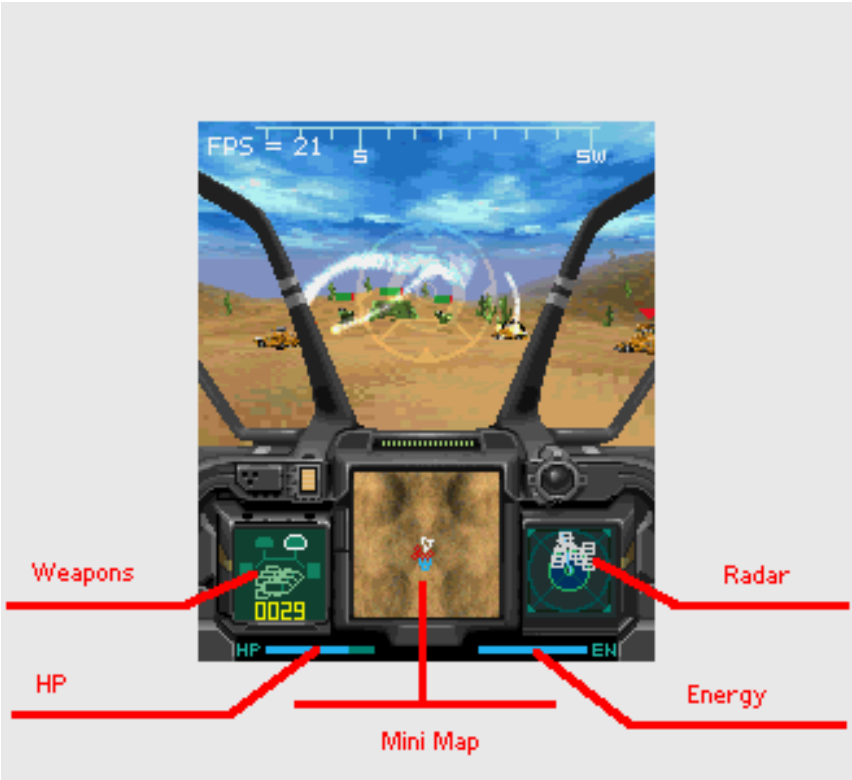 FPS = 21
S
SW
Weapons
Radar
0029
HP
EN
HP
Energy
Mini Map